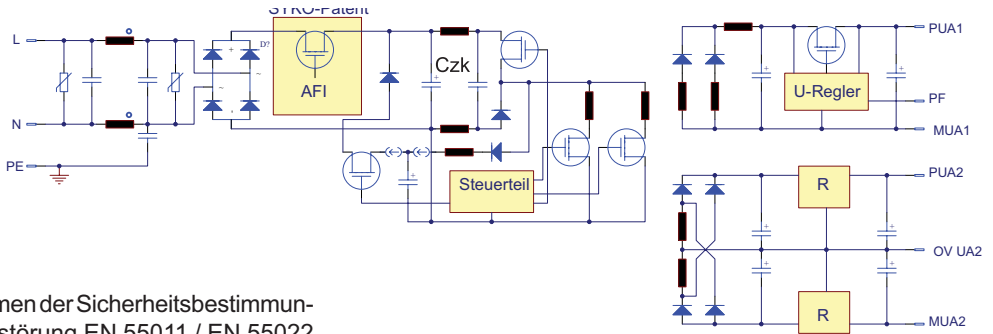 SYKO-Patent
L
D?
+
~
~
-
AFI
+
Czk
N
PE
+
Steuerteil
PUA1
+
+
U-Regler
PF
MUA1
PUA2
R
+
+
OV UA2
+
+
R
MUA2
men der Sicherheitsbestimmun-
störung EN 55011 / EN 55022